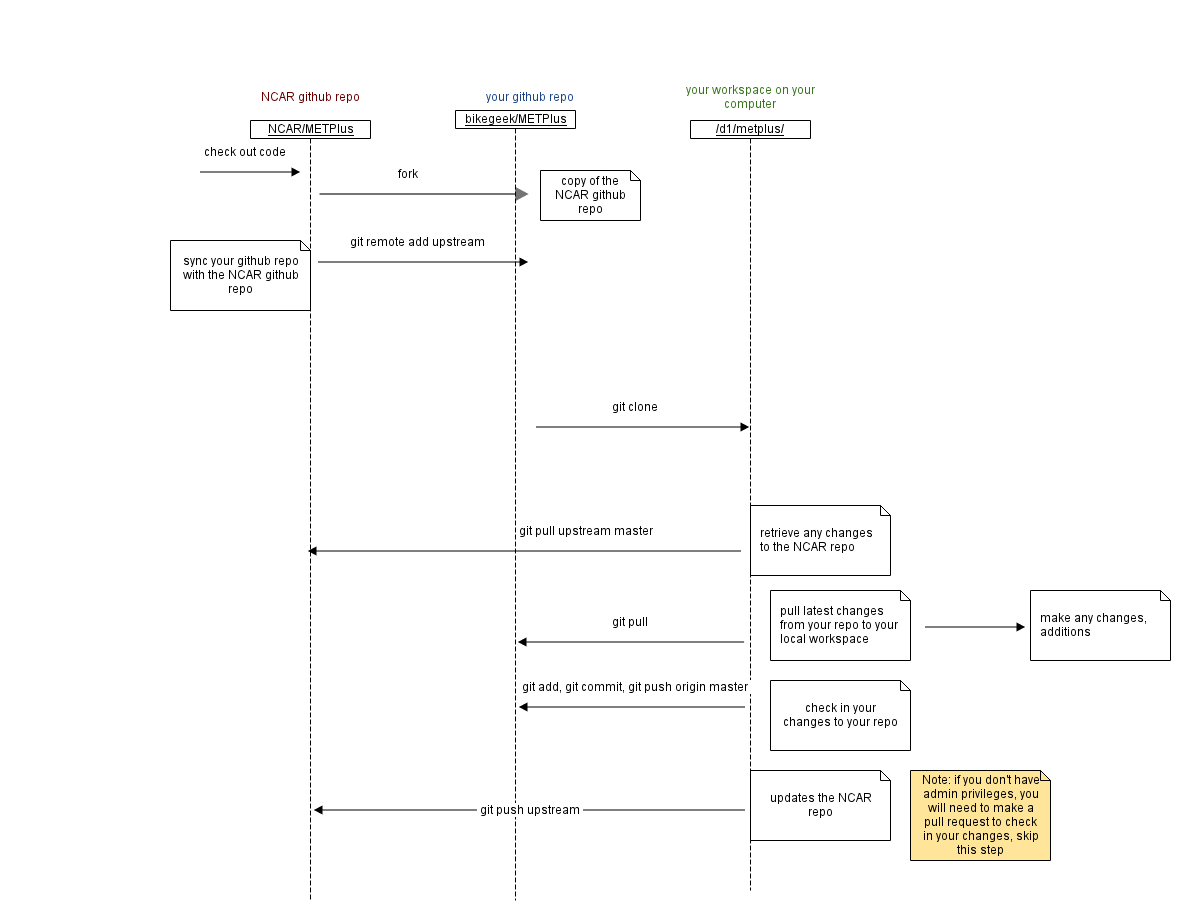 NCAR github repo
your github repo
your workspace on your
computer
NCAR/METPlus
bikegeek/METPlus
/d1/metplus/
check out code
fork
copy of the
NCAR github
repo
git remote add upstream
sync your github repo
with the NCAR github
repo
git clone
git pull upstream master
retrieve any changes
to the NCAR repo
git pull
pull latest changes
from your repo to your
local workspace
make any changes,
additions
git add, git commit, git push origin master
check in your
changes to your repo
git push upstream
updates the NCAR
repo
Note: if you don't have
admin privileges, you
will need to make a
pull request to check
in your changes, skip
this step